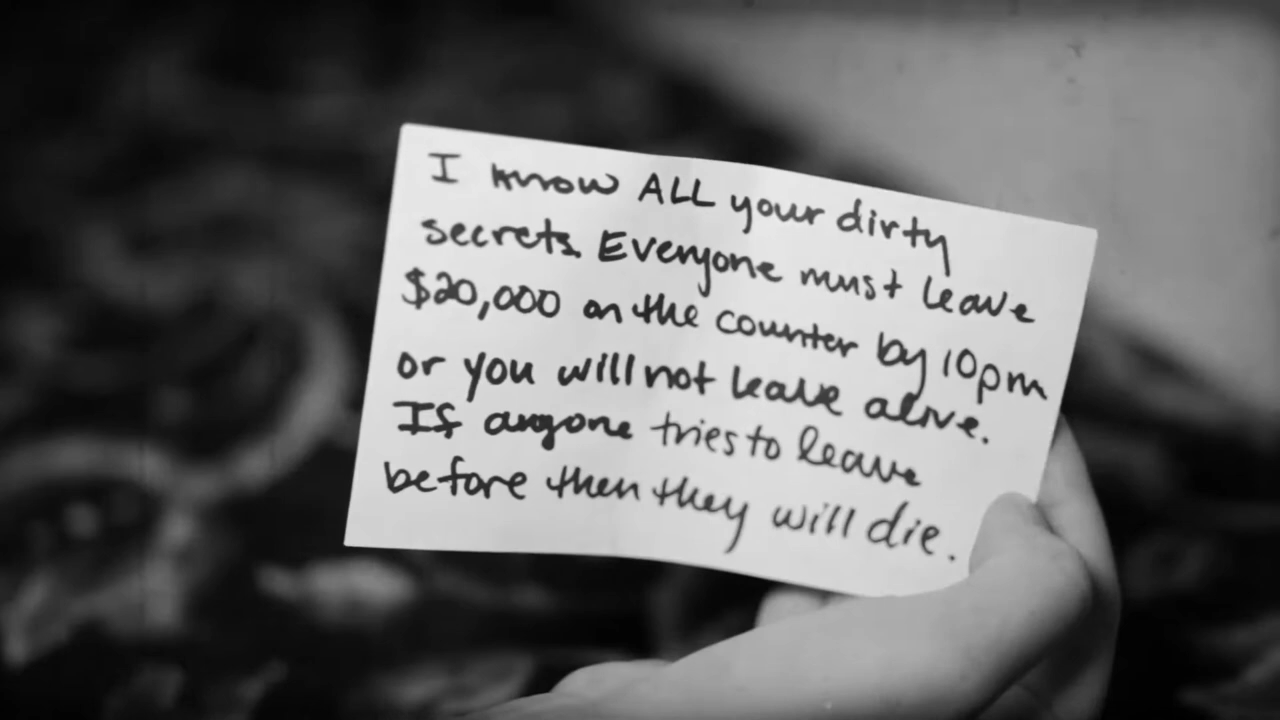 I know ALL your dirty
secrets. Everyone must leave
$20,000 on the counter by 10pm
or you will not leave alive.
If anyone tries to leave
before then they will die.